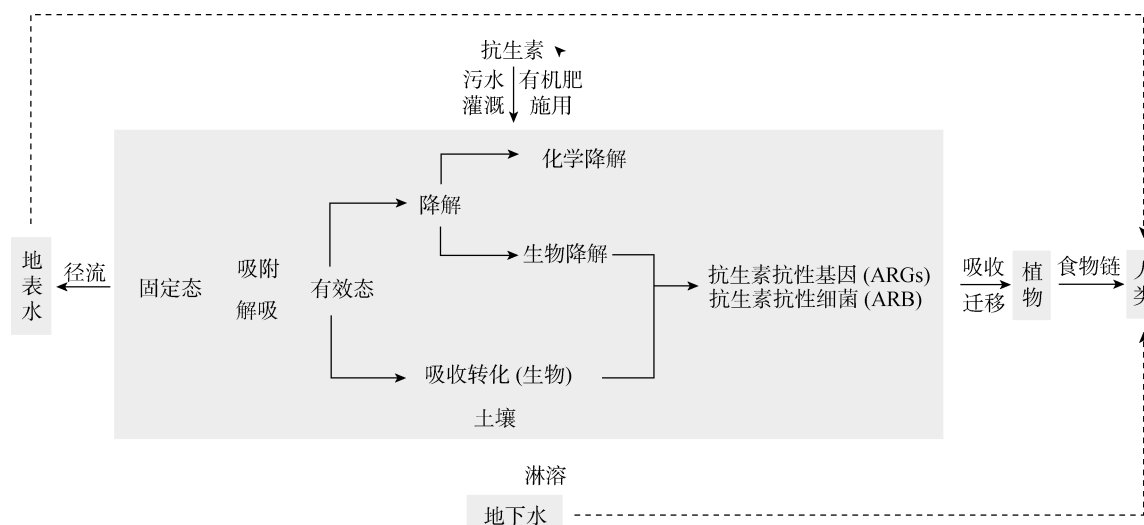 抗生素
污水 有机肥
灌溉 施用
化学降解
降解
生物降解
地表水
径流
固定态
吸附
解吸
有效态
抗生素抗性基因 (ARGs)
抗生素抗性细菌 (ARB)
吸收
迁移
植物
食物链
人类
吸收转化 (生物)
土壤
淋溶
地下水